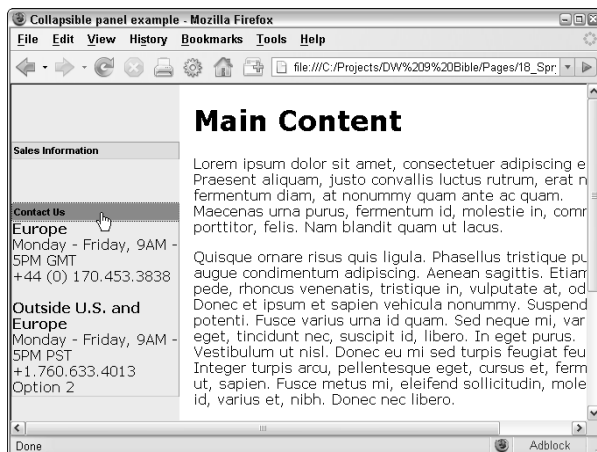 Collapsible panel example - Mozilla Firefox
File Edit View History Bookmarks Tools Help
file:///C:/Projects/DW%209%20Bible/Pages/18_Spr
Sales Information
Contact Us
Europe
Monday - Friday, 9AM -
5PM GMT
+44 (0) 170.453.3838
Outside U.S. and
Europe
Monday - Friday, 9AM -
5PM PST
+1.760.633.4013
Option 2
Main Content
Lorem ipsum dolor sit amet, consectetuer adipiscing e
Praesent aliquam, justo convallis luctus rutrum, erat n
fermentum diam, at nonummy quam ante ac quam.
Maecenas urna purus, fermentum id, molestie in, comm
porttitor, felis. Nam blandit quam ut lacus.
Quisque ornare risus quis ligula. Phasellus tristique pu
augue condimentum adipiscing. Aenean sagittis. Etiam
pede, rhoncus venenatis, tristique in, vulputate at, od
Donec et ipsum et sapien vehicula nonummy. Suspend
potenti. Fusce varius urna id quam. Sed neque mi, var
eget, tincidunt nec, suscipit id, libero. In eget purus.
Vestibulum ut nisl. Donec eu mi sed turpis feugiat feu
Integer turpis arcu, pellentesque eget, cursus et, ferm
ut, sapien. Fusce metus mi, eleifend sollicitudin, mole
id, varius et, nibh. Donec nec libero.
Done
Adblock